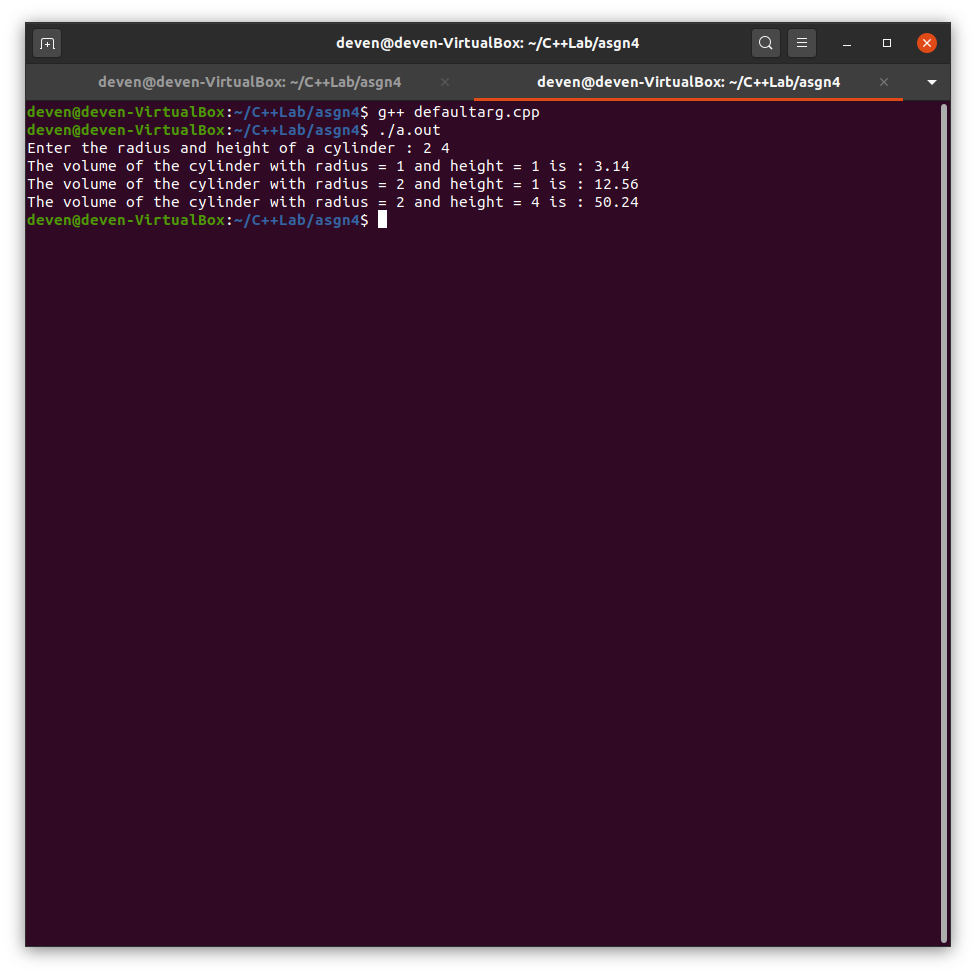 deven@deven-VirtualBox: ~/C++Lab/asgn4
deven@deven-VirtualBox: ~/C++Lab/asgn4 deven@deven-VirtualBox: ~/C++Lab/asgn4
deven@deven-VirtualBox:~/C++Lab/asgn4$ g++ defaultarg.cpp
deven@deven-VirtualBox:~/C++Lab/asgn4$ ./a.out
Enter the radius and height of a cylinder : 2 4
The volume of the cylinder with radius = 1 and height = 1 is : 3.14
The volume of the cylinder with radius = 2 and height = 1 is : 12.56
The volume of the cylinder with radius = 2 and height = 4 is : 50.24
deven@deven-VirtualBox:~/C++Lab/asgn4$